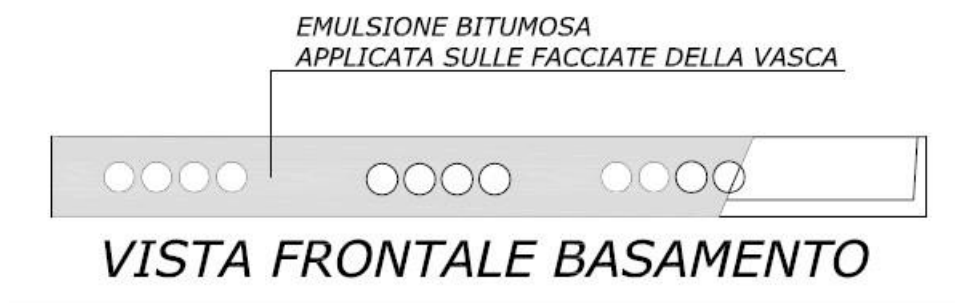 EMULSIONE BITUMOSA
APPLICATA SULLE FACCIATE DELLA VASCA
VISTA FRONTALE BASAMENTO